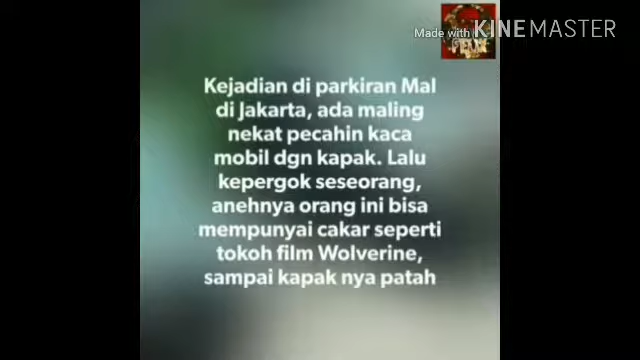 Made with
KINEMASTER
Kejadian di parkiran Mal
di Jakarta, ada maling
nekat pecahin kaca
mobil dgn kapak. Lalu
kepergok seseorang,
anehnya orang ini bisa
mempunyai cakar seperti
tokoh film Wolverine,
sampai kapak nya patah